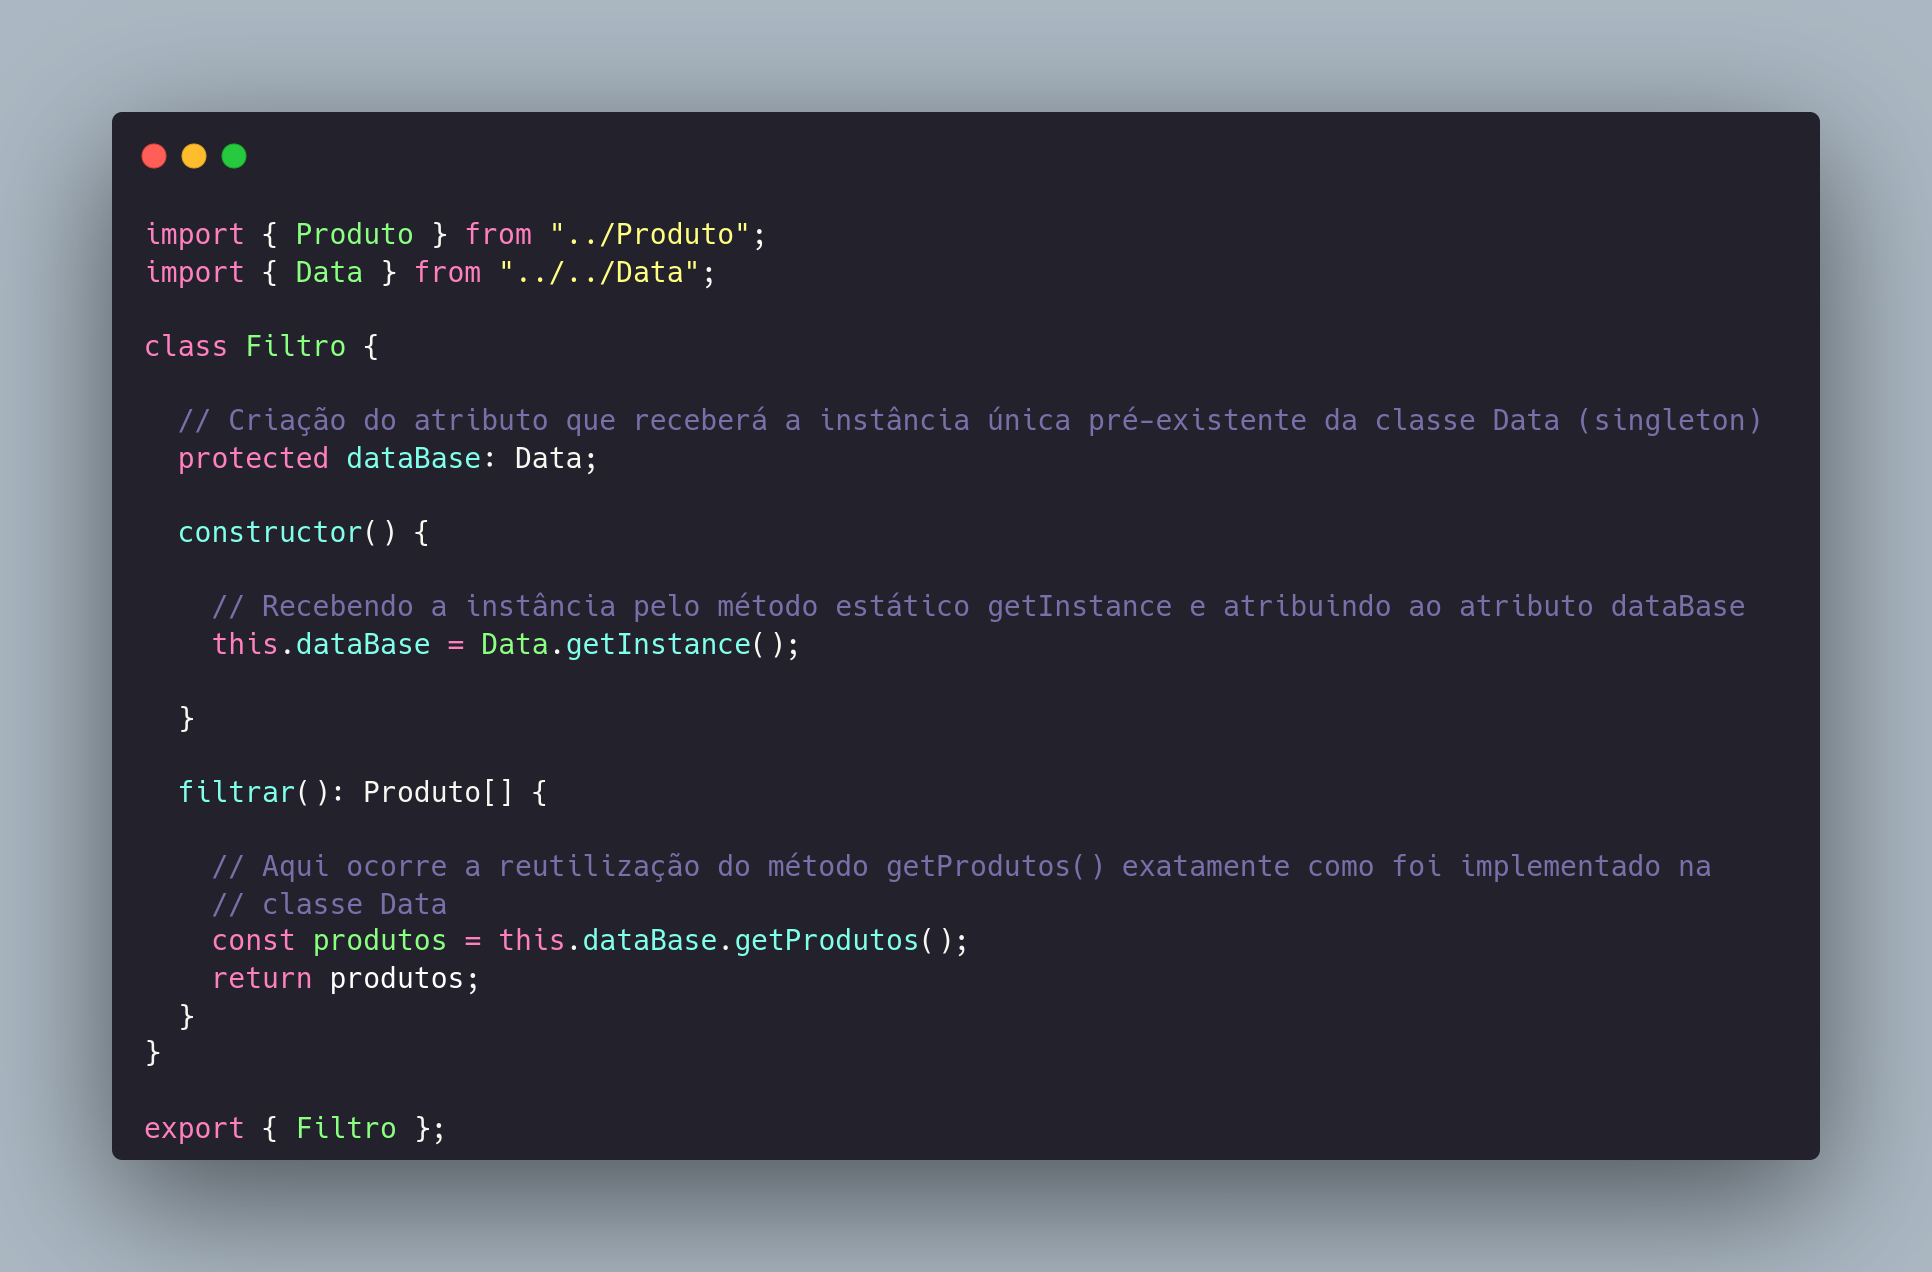 import { Produto } from "../Produto";
import { Data } from "../../Data";
class Filtro {
// Criação do atributo que receberá a instância única pré-existente da classe Data (singleton)
protected dataBase: Data;
constructor() {
// Recebendo a instância pelo método estático getInstance e atribuindo ao atributo dataBase
this.dataBase = Data.getInstance();
}
filtrar(): Produto[] {
// Aqui ocorre a reutilização do método getProdutos() exatamente como foi implementado na
// classe Data
const produtos = this.dataBase.getProdutos();
return produtos;
}
}
export { Filtro };